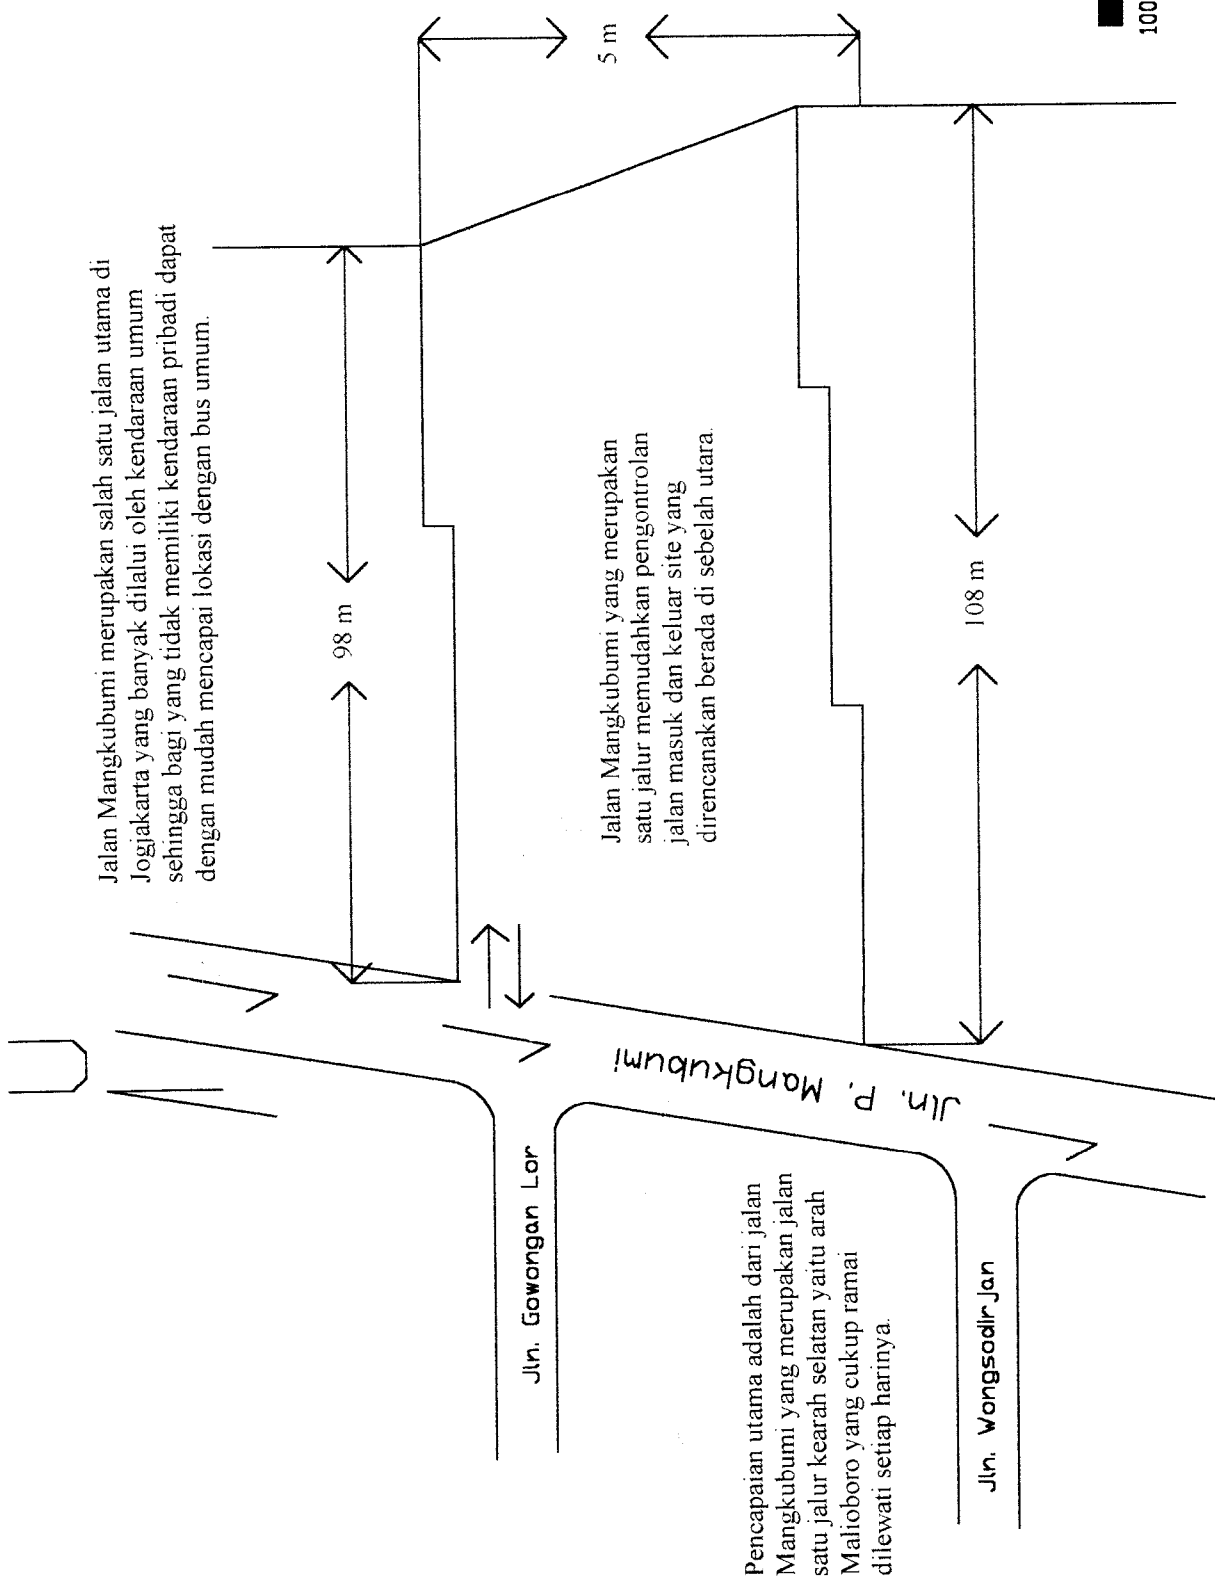 Jalan Mangkubumi merupakan salah satu jalan utama di
Jogjakarta yang banyak dilalui oleh kendaraan umum
sehingga bagi yang tidak memiliki kendaraan pribadi dapat
dengan mudah mencapai lokasi dengan bus umum.
98 m
5 m
Jalan Mangkubumi yang merupakan
satu jalur memudahkan pengontrolan
jalan masuk dan keluar site yang
direncanakan berada di sebelah utara.
108 m
Jln. P. Mangkubumi
Jln. Gowongan Lor
Pencapaian utama adalah dari jalan
Mangkubumi yang merupakan jalan
satu jalur kearah selatan yaitu arah
Malioboro yang cukup ramai
dilewati setiap harinya.
Jln. Wongsodirjan
100